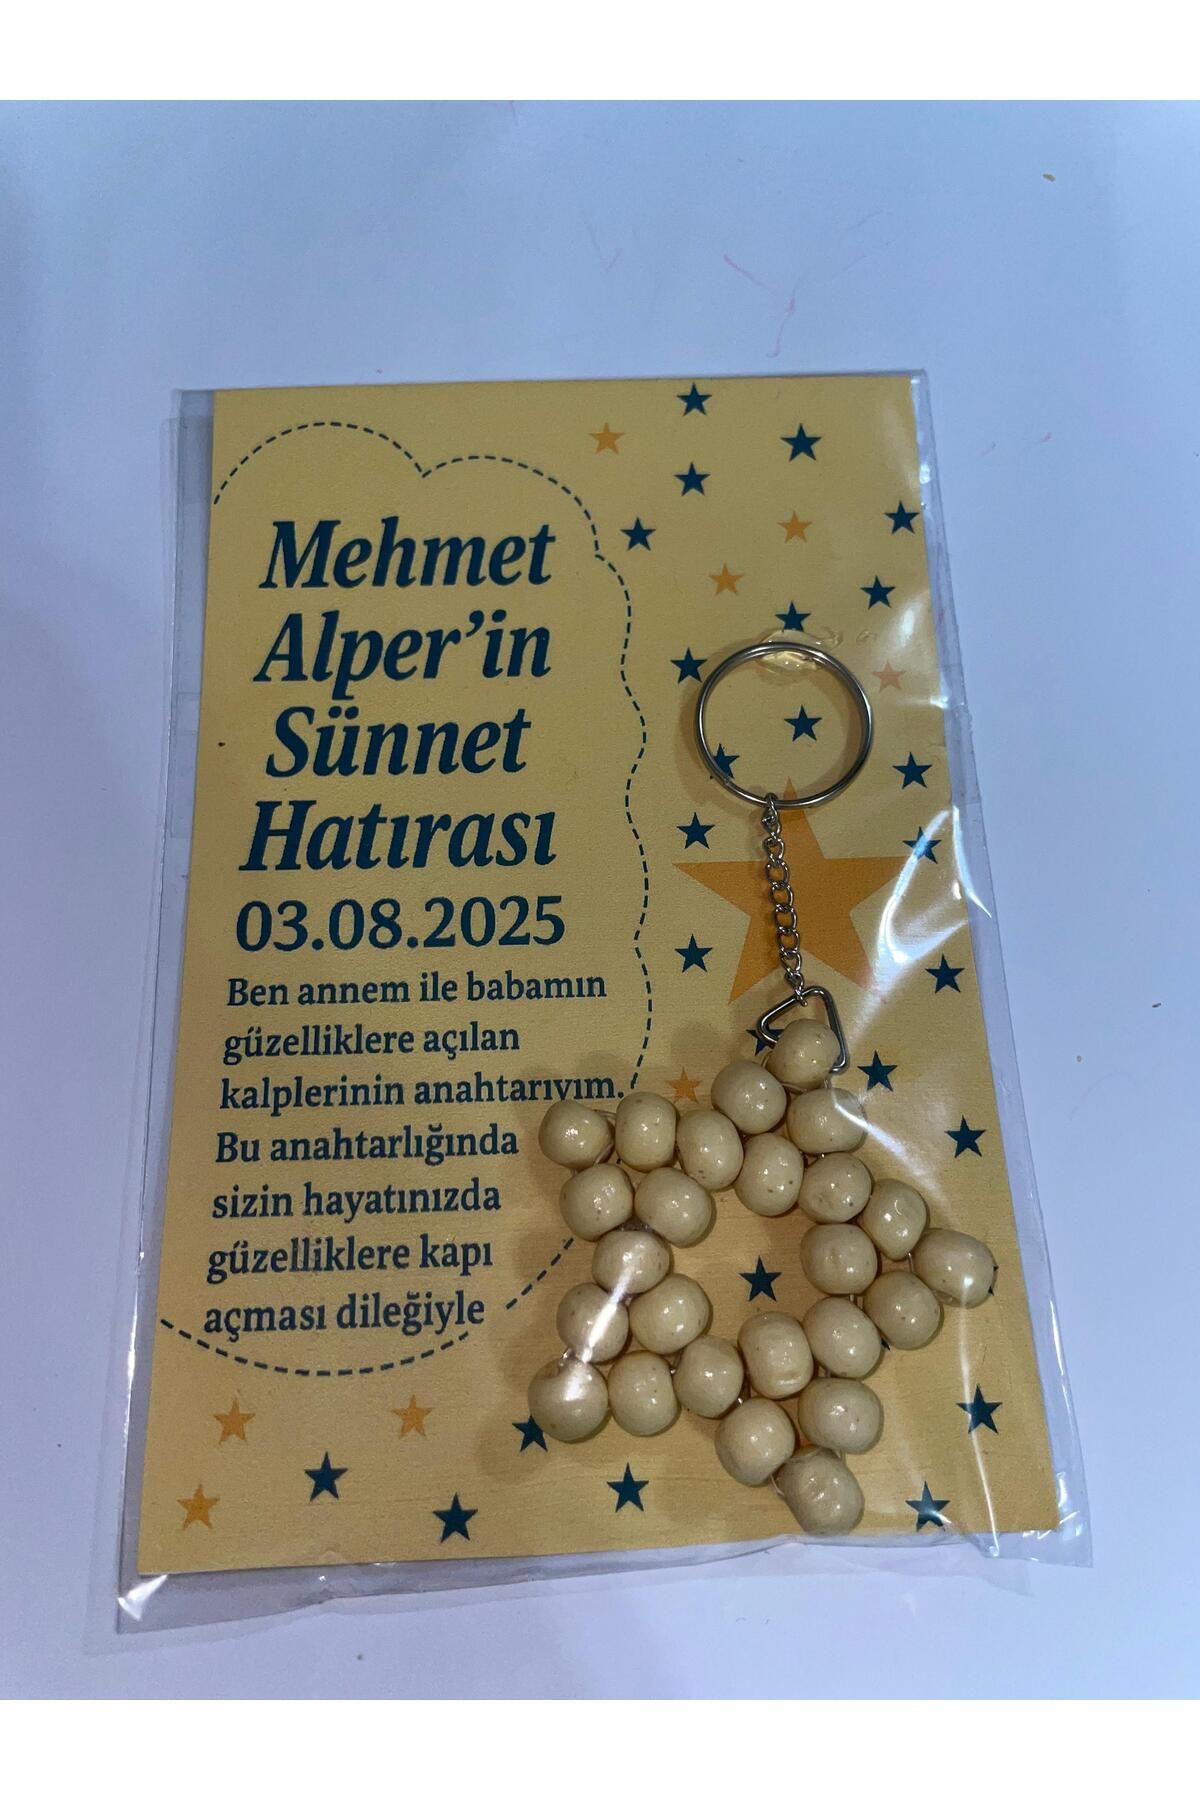 Mehmet
Alper’in
Sünnet
Hatırası
03.08.2025
Ben annem ile babamın
güzelliklere açılan
kalplerinin anahtarıyım.
Bu anahtarlığında
sizin hayatınızda
güzelliklere kapı
açması dileğiyle